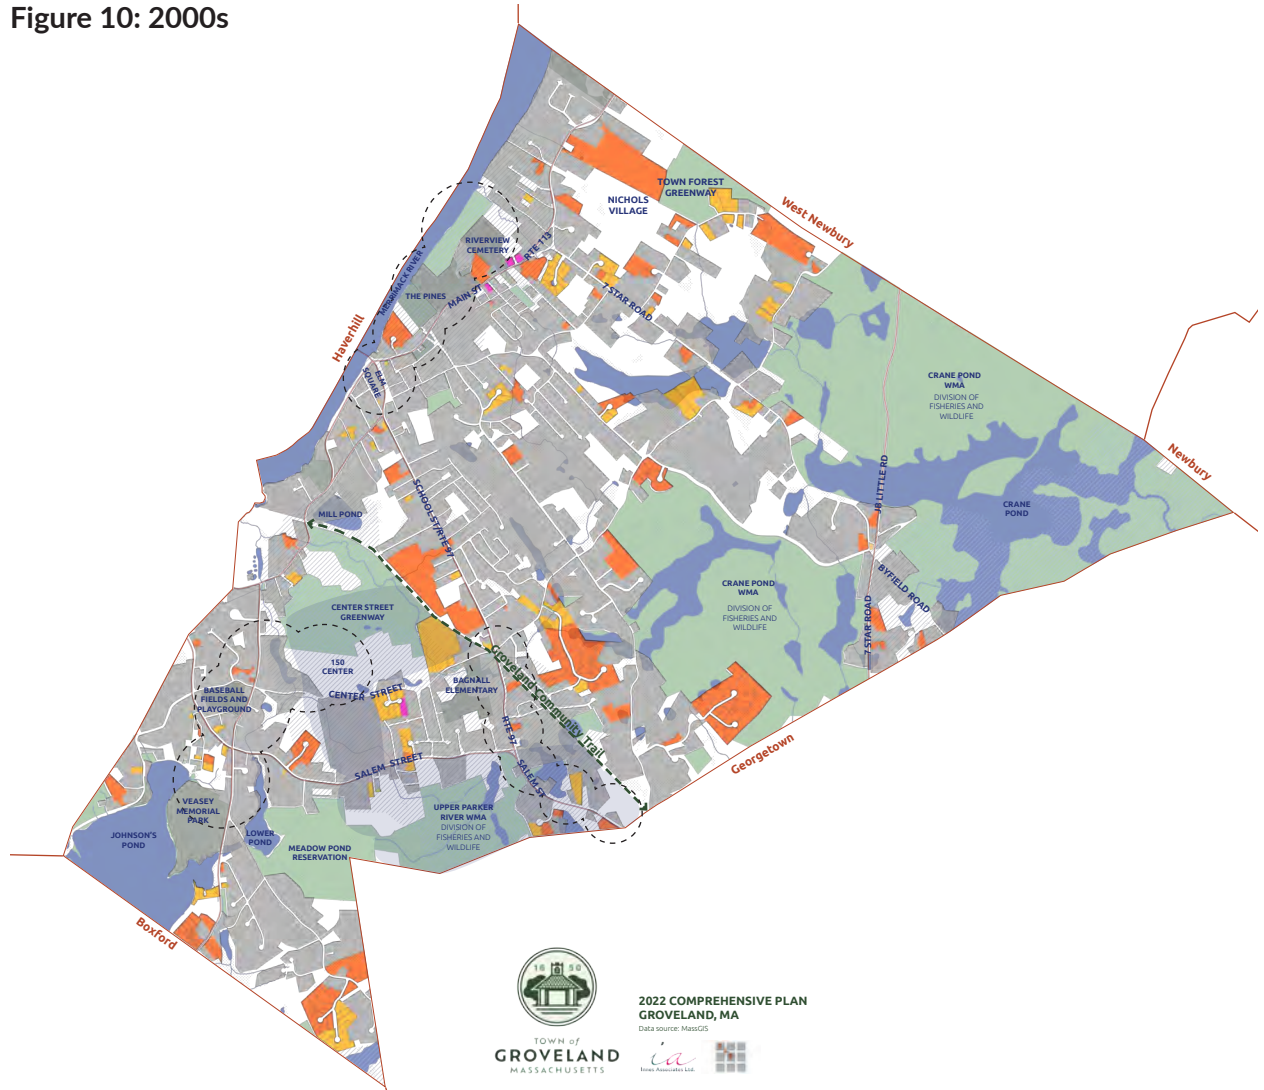 Figure 10: 2000s
TOWN FOREST
GREENWAY
NICHOLS
VILLAGE
West Newbury
RIVERVIEW
CEMETERY
RTE 113
MERRIMACK RIVER
THE PINES
MAIN ST
7 STAR ROAD
Haverhill
ELM
SQUARE
CRANE POND
WMA
DIVISION OF
FISHERIES AND
WILDLIFE
Newbury
JB LITTLE RD
CRANE
POND
SCHOOL ST/RTE 97
MILL POND
BYFIELD ROAD
CRANE POND
WMA
DIVISION OF
FISHERIES AND
WILDLIFE
7 STAR ROAD
CENTER STREET
GREENWAY
150
CENTER
CENTER STREET
BAGNALL
ELEMENTARY
Groveland Community Trail
BASEBALL
FIELDS AND
PLAYGROUND
RTE 97
SALEM STREET
SALEM ST
Georgetown
VEASEY
MEMORIAL
PARK
JOHNSON'S
POND
LOWER
POND
MEADOW POND
RESERVATION
UPPER PARKER
RIVER WMA
DIVISION OF
FISHERIES AND
WILDLIFE
Boxford
16 50
TOWN of
GROVELAND
MASSACHUSETTS
2022 COMPREHENSIVE PLAN
GROVELAND, MA
Data source: MassGIS
ia
Innes Associates Ltd.